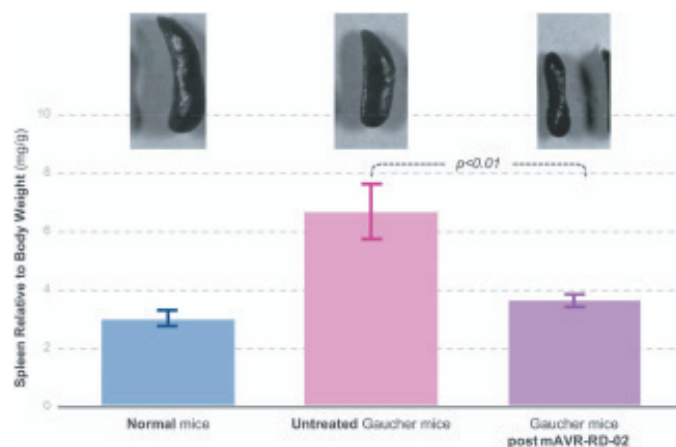 10
p<0.01
8
6
4
2
0
Spleen Relative to Body Weight (mg/g)
Normal mice
Untreated Gaucher mice
Gaucher mice
post mAVR-RD-02